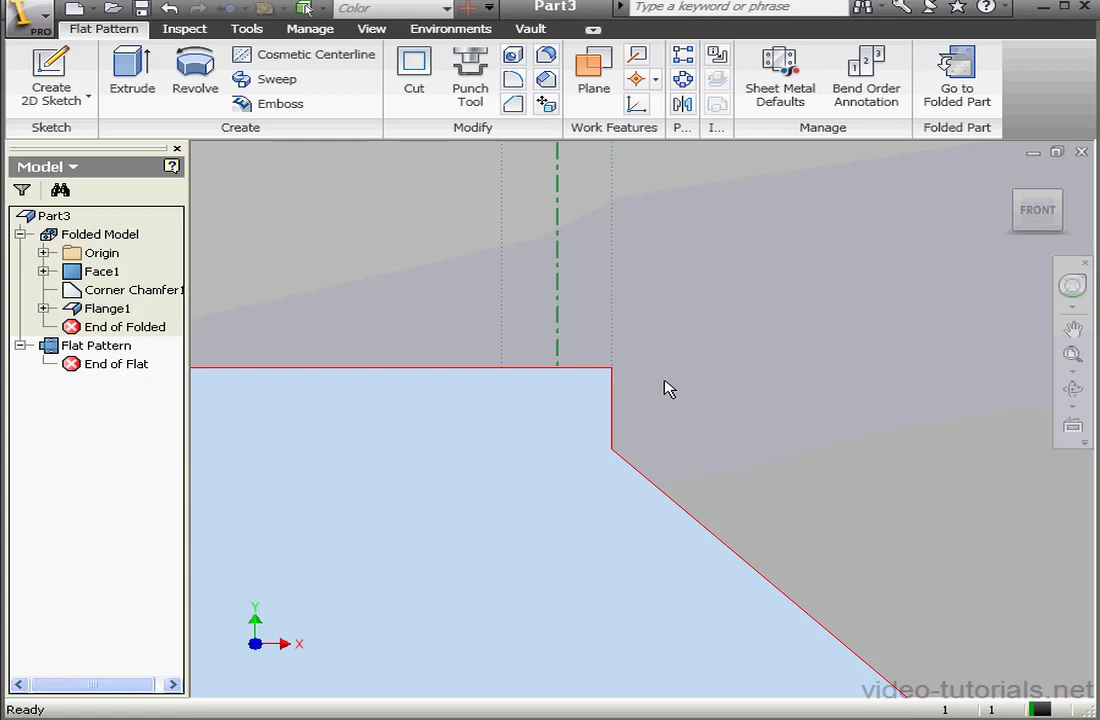 PRO
Color
Part3
Type a keyword or phrase
Flat Pattern
Inspect
Tools
Manage
View
Environments
Vault
Create
2D Sketch
Extrude
Revolve
Cosmetic Centerline
Sweep
Emboss
Cut
Punch
Tool
Plane
Sheet Metal
Defaults
Bend Order
Annotation
Go to
Folded Part
Sketch
Create
Modify
Work Features
P...
I...
Manage
Folded Part
Model
Part3
Folded Model
Origin
Face1
Corner Chamfer1
Flange1
End of Folded
Flat Pattern
End of Flat
FRONT
Y
X
video-tutorials.net
Ready
1
1